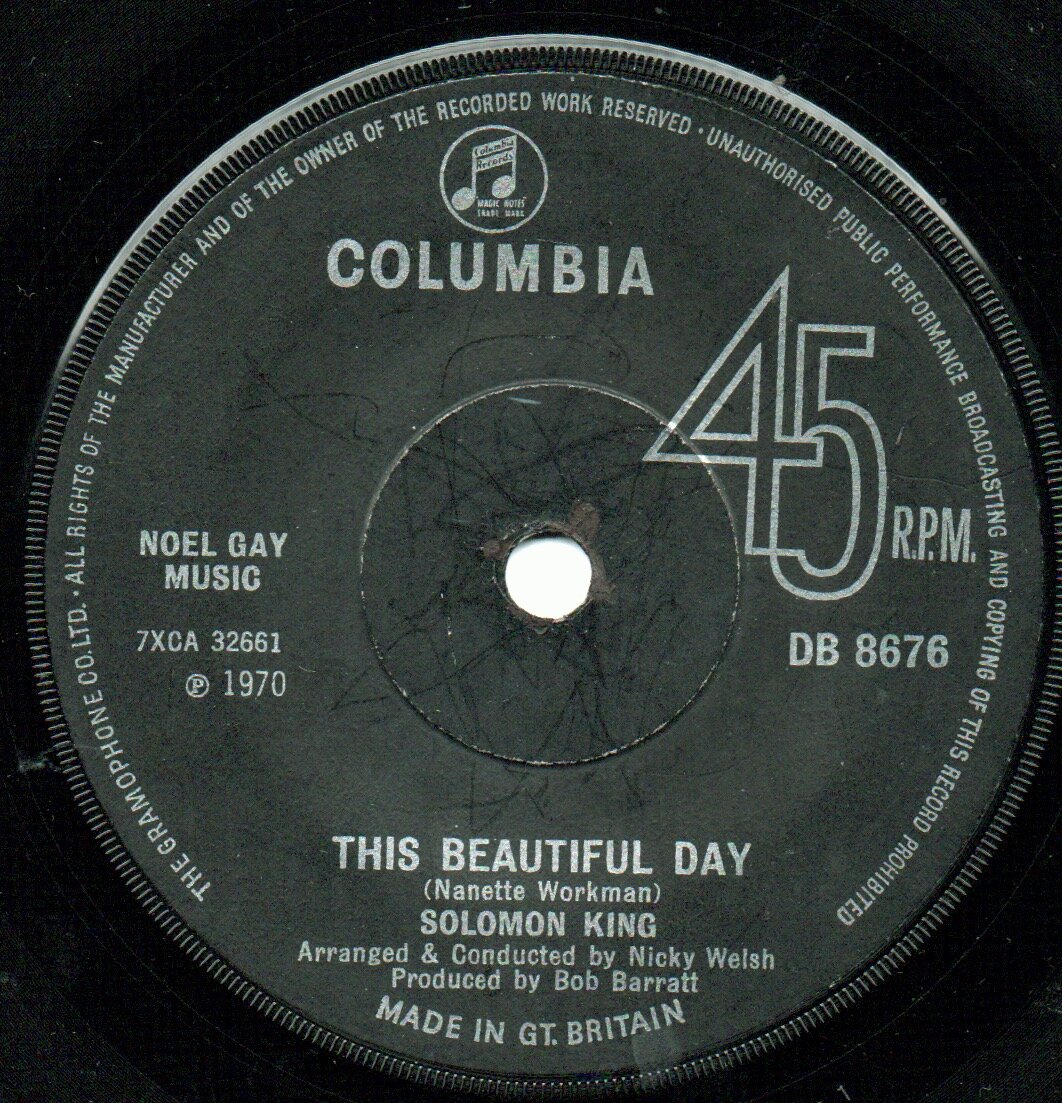 THE GRAMOPHONE CO. LTD. · ALL RIGHTS OF THE MANUFACTURER AND OF THE OWNER OF THE RECORDED WORK RESERVED · UNAUTHORISED PUBLIC PERFORMANCE BROADCASTING AND COPYING OF THIS RECORD PROHIBITED
Columbia
Records
MAGIC NOTES
TRADE MARK
COLUMBIA
45
R.P.M.
NOEL GAY
MUSIC
7XCA 32661
℗ 1970
DB 8676
THIS BEAUTIFUL DAY
(Nanette Workman)
SOLOMON KING
Arranged & Conducted by Nicky Welsh
Produced by Bob Barratt
MADE IN GT. BRITAIN